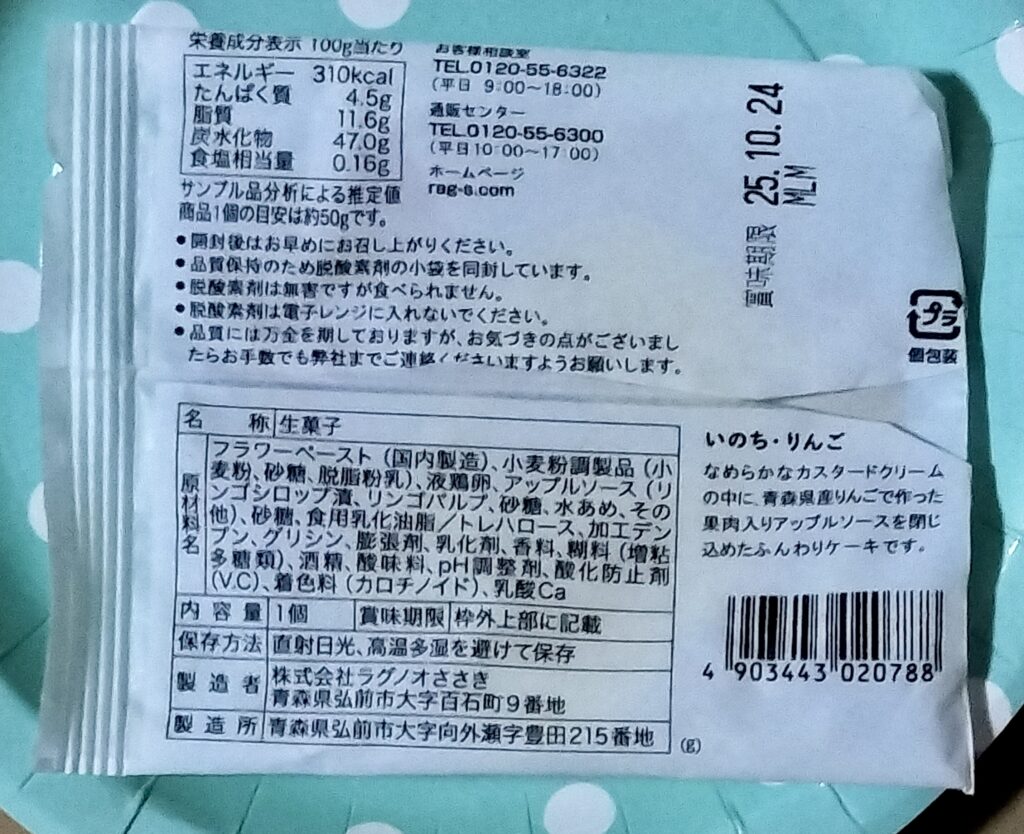 栄養成分表示 100g当たり
エネルギー 310kcal
たんぱく質 4.5g
脂質 11.6g
炭水化物 47.0g
食塩相当量 0.16g
サンプル品分析による推定値
商品1個の目安は約50gです。
お客様相談室
TEL.0120-55-6322
(平日 9:00〜18:00)
通販センター
TEL.0120-55-6300
(平日10:00〜17:00)
ホームページ
rag-s.com
●開封後はお早めにお召し上がりください。
●品質保持のため脱酸素剤の小袋を同封しています。
●脱酸素剤は無害ですが食べられません。
●脱酸素剤は電子レンジに入れないでください。
●品質には万全を期しておりますが、お気づきの点がございまし
たらお手数でも弊社までご連絡くださいますようお願いします。
賞味期限 25.10.24
MLM
プラ
個包装
名称 生菓子
原材料名 フラワーペースト(国内製造)、小麦粉調製品(小
麦粉、砂糖、脱脂粉乳)、液鶏卵、アップルソース(リ
ンゴシロップ漬、リンゴパルプ、砂糖、水あめ、その
他)、砂糖、食用乳化油脂/トレハロース、加工デン
プン、グリシン、膨張剤、乳化剤、香料、糊料(増粘
多糖類)、酒精、酸味料、pH調整剤、酸化防止剤
(V.C)、着色料(カロチノイド)、乳酸Ca
内容量 1個 賞味期限 枠外上部に記載
保存方法 直射日光、高温多湿を避けて保存
製造者 株式会社ラグノオささき
青森県弘前市大字百石町9番地
製造所 青森県弘前市大字向外瀬字豊田215番地
(g)
いのち・りんご
なめらかなカスタードクリーム
の中に、青森県産りんごで作った
果肉入りアップルソースを閉じ
込めたふんわりケーキです。
4 903443 020788